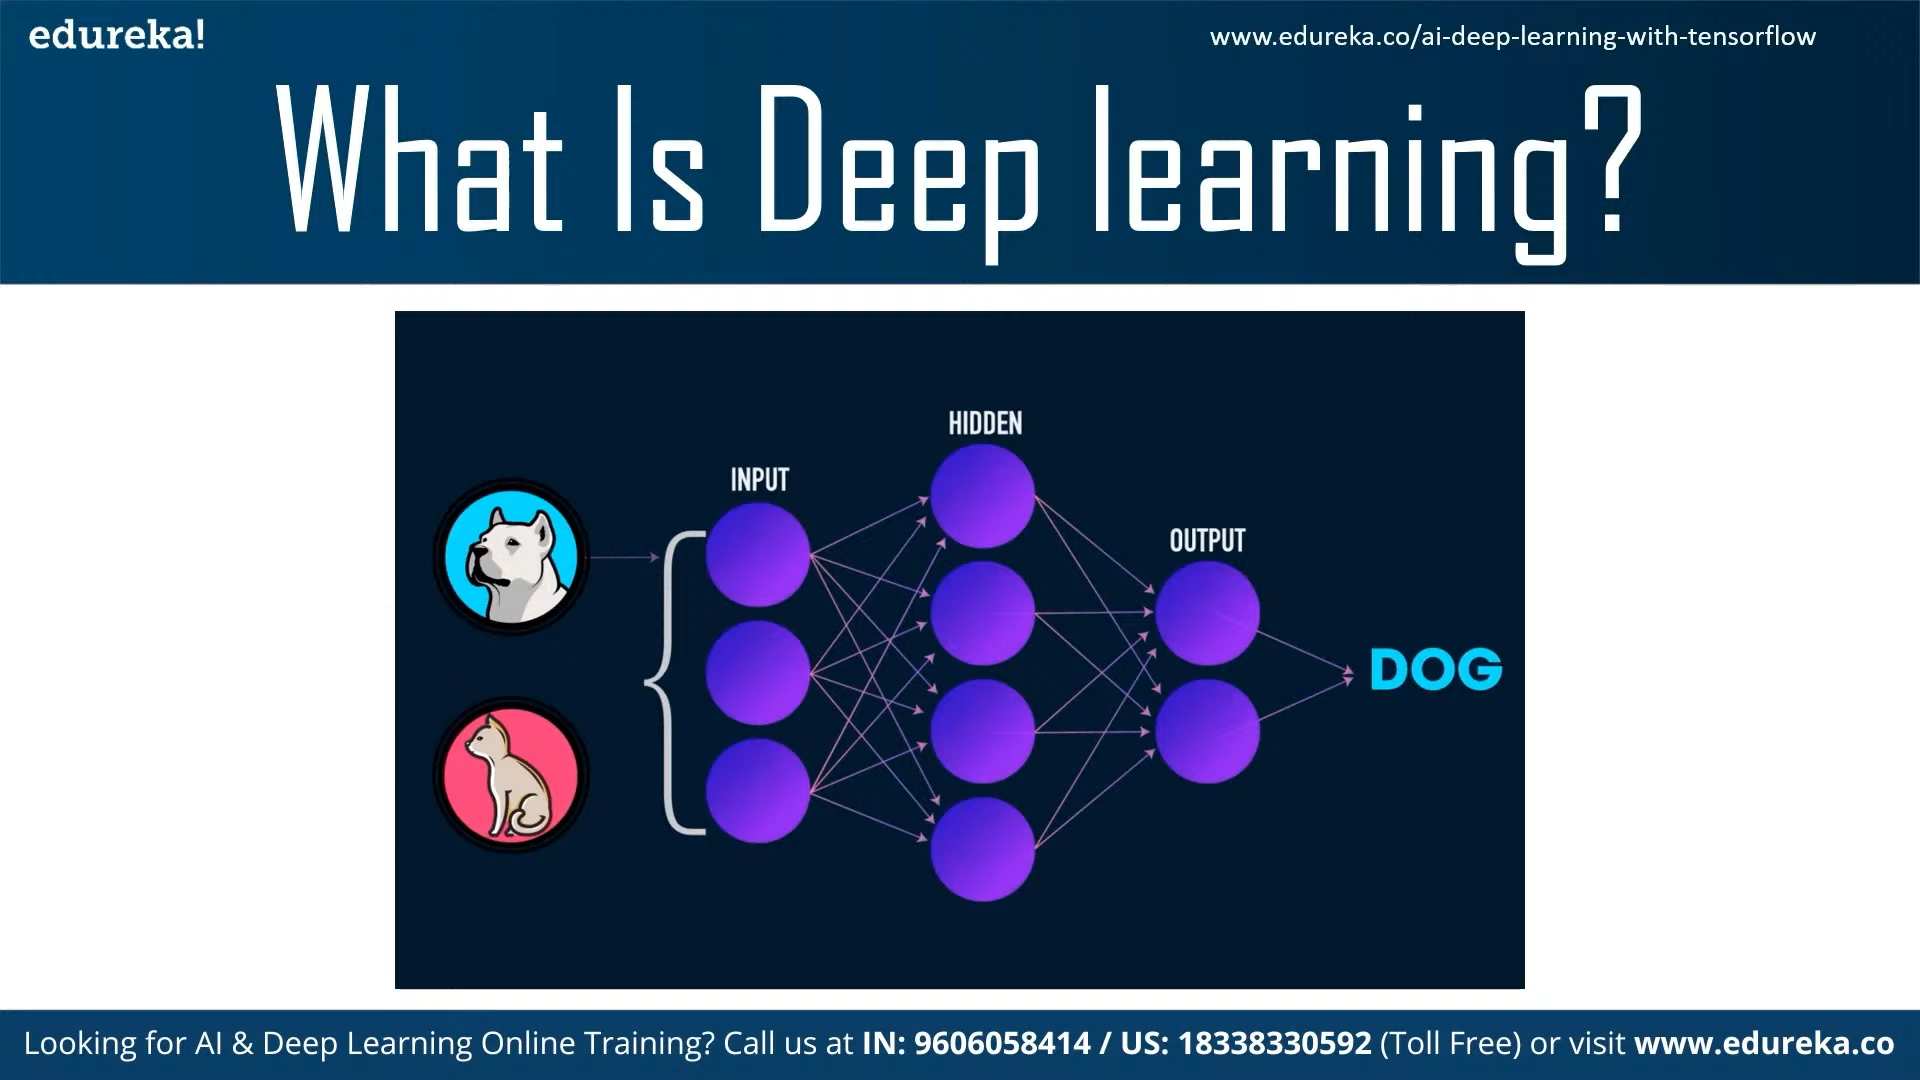 edureka!
www.edureka.co/ai-deep-learning-with-tensorflow
What Is Deep learning?
HIDDEN
INPUT
OUTPUT
DOG
Looking for AI & Deep Learning Online Training? Call us at IN: 9606058414 / US: 18338330592 (Toll Free) or visit www.edureka.co